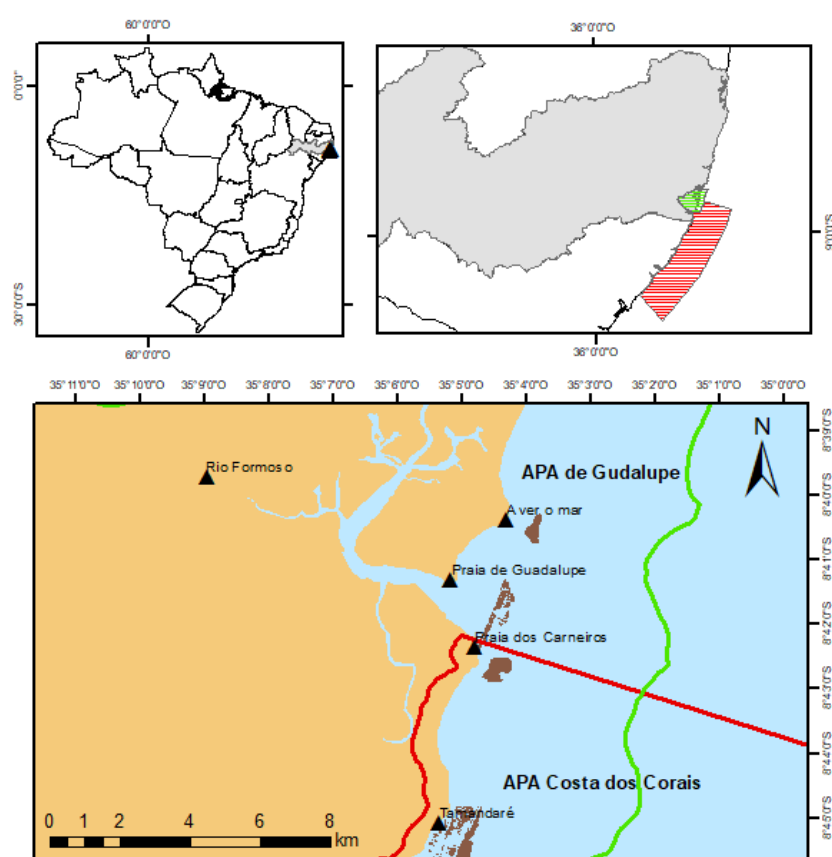 60°0'0"O
36°0'0"O
0°0'0"
30°0'0"S
9°0'0"S
60°0'0"O
36°0'0"O
35°11'0"O 35°10'0"O 35°9'0"O 35°8'0"O 35°7'0"O 35°6'0"O 35°5'0"O 35°4'0"O 35°3'0"O 35°2'0"O 35°1'0"O 35°0'0"O
N
8°39'0"S
Rio Formoso
APA de Gudalupe
8°40'0"S
A ver o mar
8°41'0"S
Praia de Guadalupe
8°42'0"S
Praia dos Carneiros
8°43'0"S
8°44'0"S
APA Costa dos Corais
8°45'0"S
Tamandaré
0 1 2 4 6 8
km